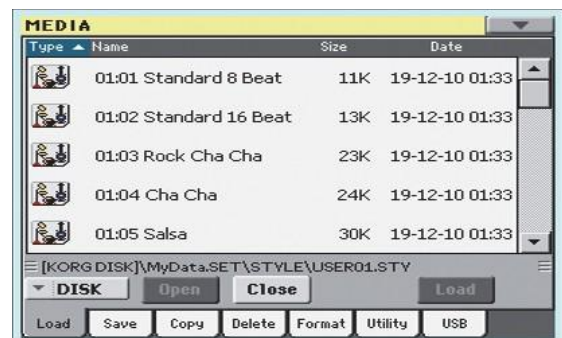 MEDIA
Type Name Size Date
01:01 Standard 8 Beat 11K 19-12-10 01:33
01:02 Standard 16 Beat 13K 19-12-10 01:33
01:03 Rock Cha Cha 23K 19-12-10 01:33
01:04 Cha Cha 24K 19-12-10 01:33
01:05 Salsa 30K 19-12-10 01:33
[KORG DISK]\MyData.SET\STYLE\USER01.STY
DISK Open Close Load
Load Save Copy Delete Format Utility USB